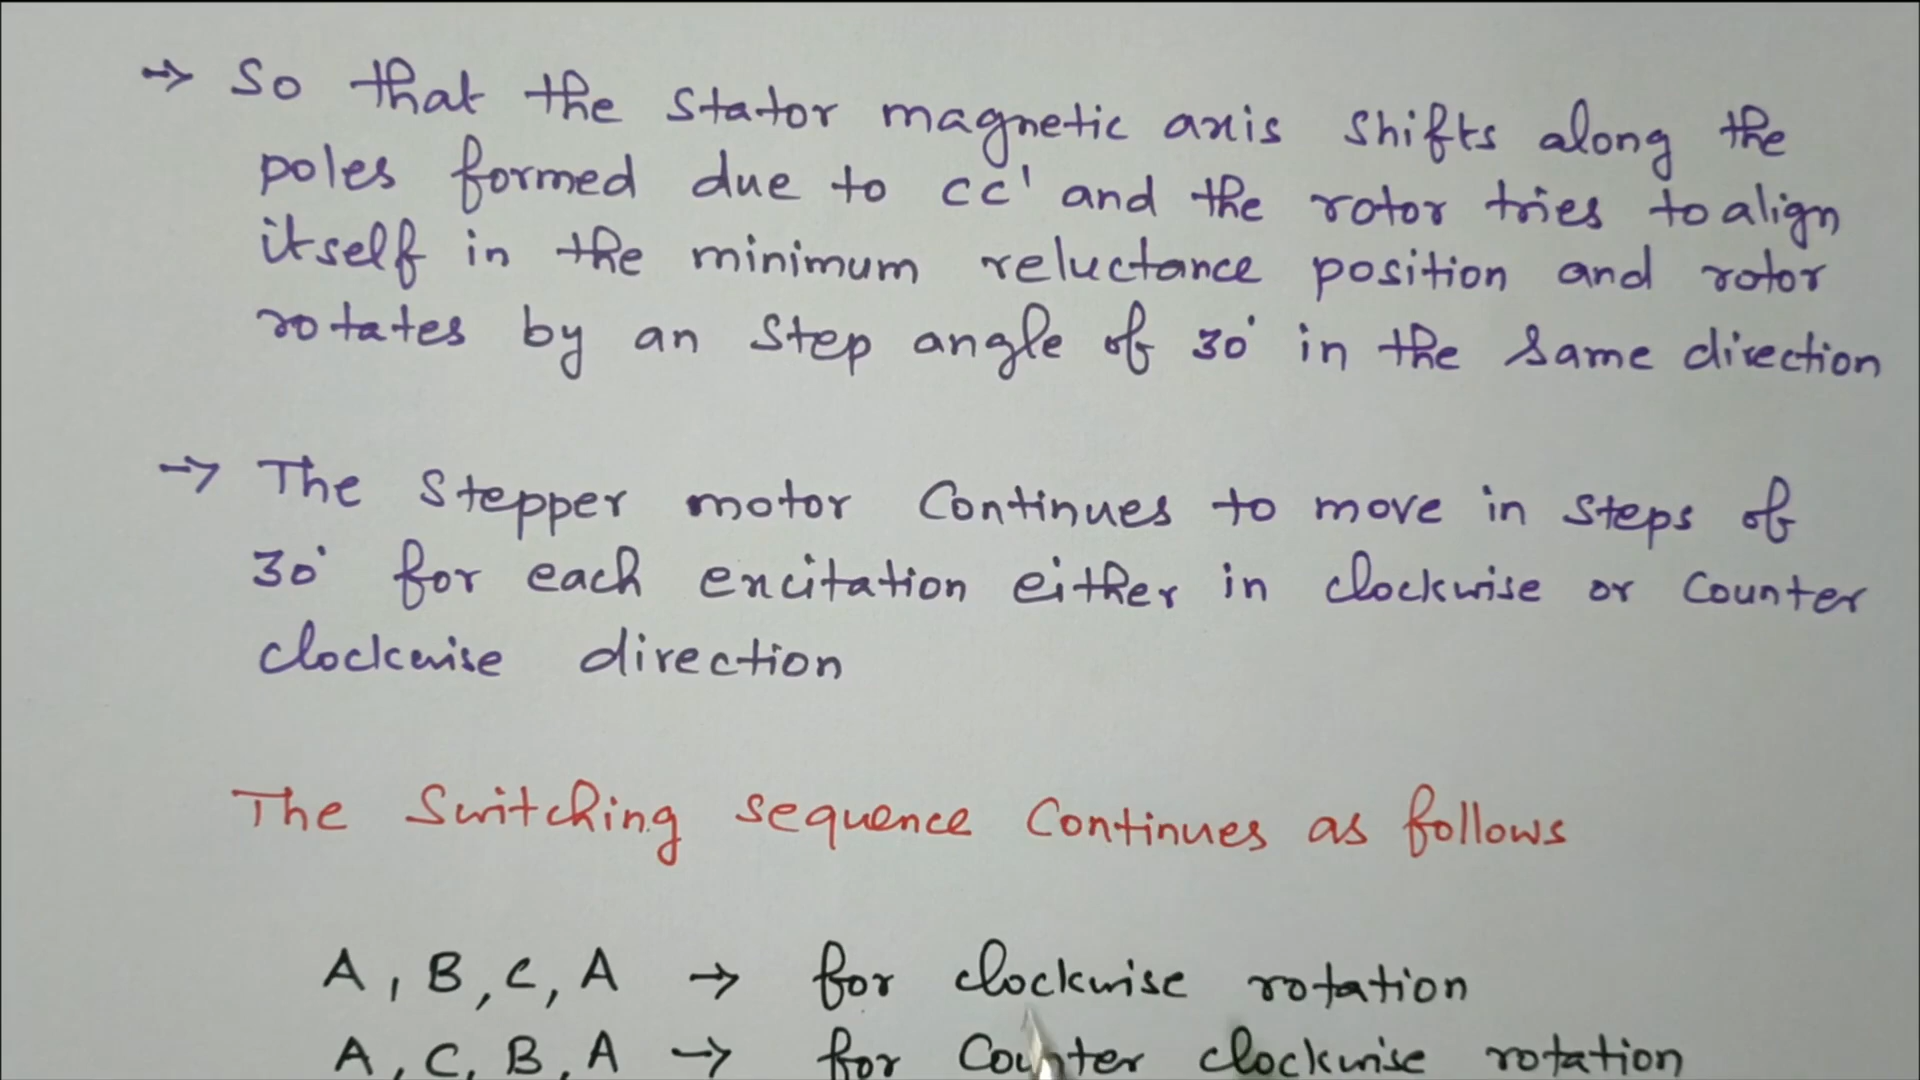 → So that the stator magnetic axis shifts along the
poles formed due to cc' and the rotor tries to align
itself in the minimum reluctance position and rotor
rotates by an step angle of 30° in the same direction
→ The stepper motor continues to move in steps of
30° for each excitation either in clockwise or counter
clockwise direction
The Switching sequence continues as follows
A, B, C, A → for clockwise rotation
A, C, B, A → for counter clockwise rotation